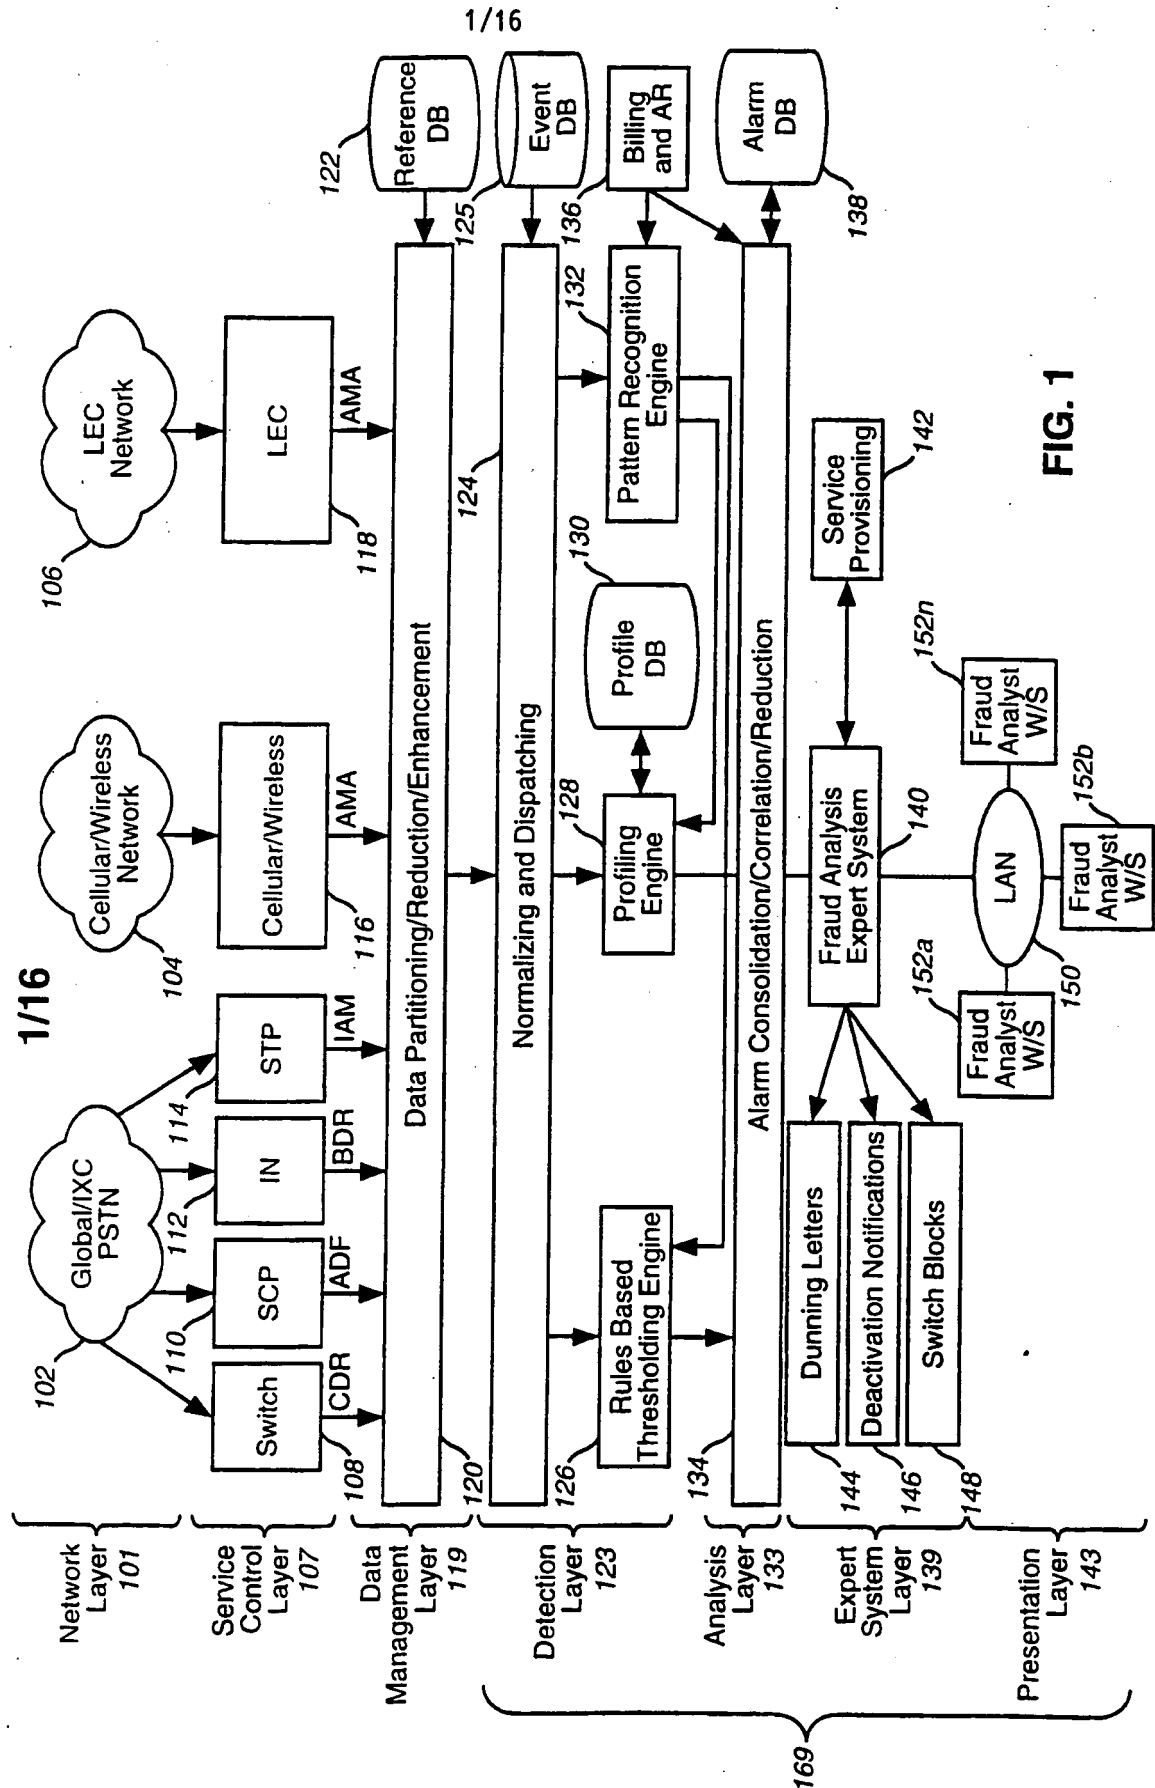 1/16
1/16
Network
Layer
101
Global/IXC
PSTN
102
Cellular/Wireless
Network
104
LEC
Network
106
Service
Control
Layer
107
Switch
108
CDR
SCP
110
ADF
IN
112
BDR
STP
114
IAM
Cellular/Wireless
116
AMA
LEC
118
AMA
Data
Management
Layer 119
120
Data Partitioning/Reduction/Enhancement
Reference
DB
122
Detection
Layer
123
Normalizing and Dispatching
124
Event
DB
125
Rules Based
Thresholding Engine
126
Profiling
Engine
128
Profile
DB
130
Pattern Recognition
Engine
132
Billing
and AR
136
Analysis
Layer
133
134
Alarm Consolidation/Correlation/Reduction
Alarm
DB
138
Expert
System
Layer
139
Dunning Letters
144
Deactivation Notifications
146
Switch Blocks
148
Fraud Analysis
Expert System
140
Service
Provisioning
142
Presentation
Layer
143
Fraud
Analyst
W/S
152a
LAN
150
Fraud
Analyst
W/S
152b
Fraud
Analyst
W/S
152n
169
FIG. 1